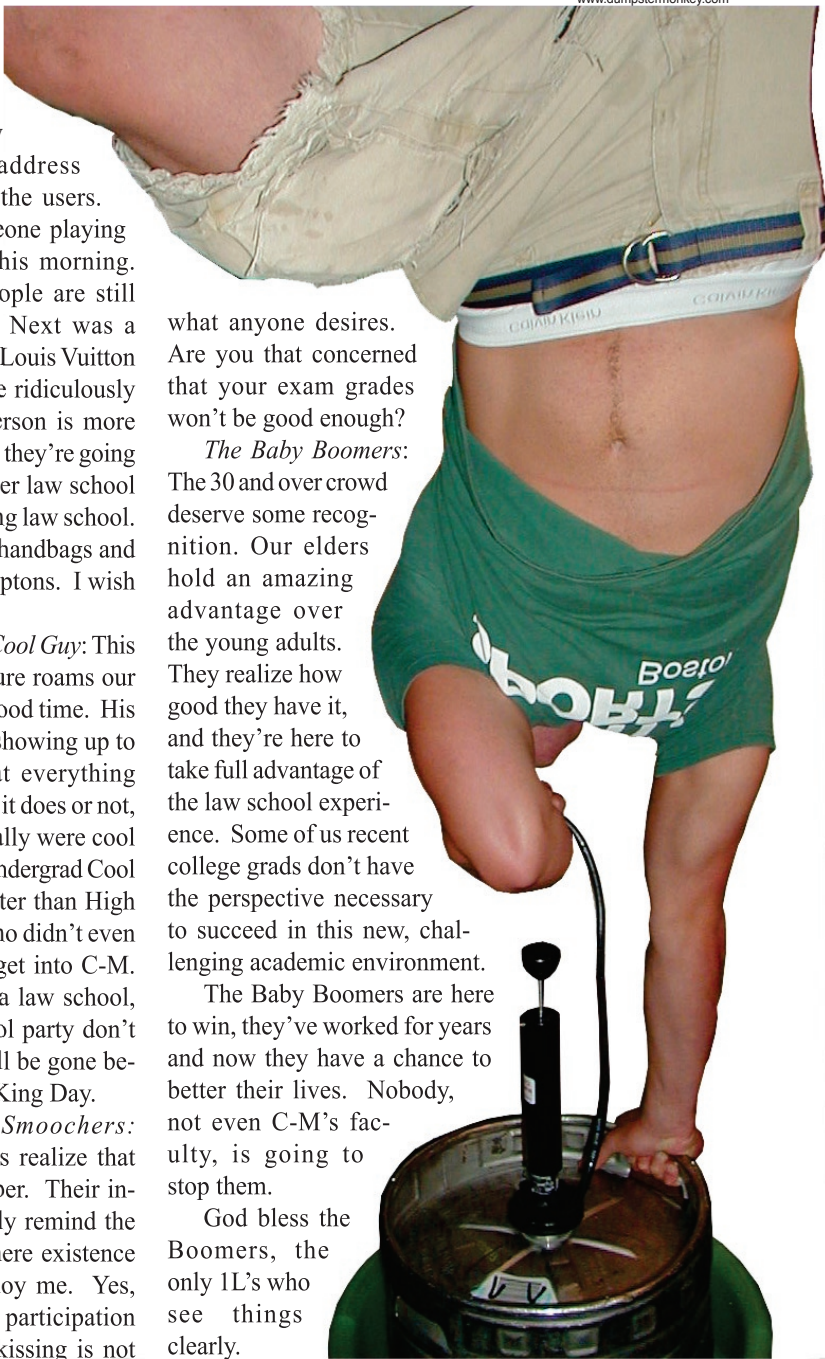 www.dumpstermonkey.com
y
address
the users.
eone playing
his morning.
ople are still
Next was a
Louis Vuitton
e ridiculously
erson is more
they're going
er law school
ng law school.
handbags and
ptons. I wish
Cool Guy: This
ure roams our
ood time. His
showing up to
at everything
it does or not,
ally were cool
ndergrad Cool
ter than High
ho didn't even
get into C-M.
a law school,
ol party don't
ll be gone be-
King Day.
Smoochers:
s realize that
per. Their in-
ly remind the
here existence
oy me. Yes,
participation
kissing is not
what anyone desires.
Are you that concerned
that your exam grades
won't be good enough?
The Baby Boomers:
The 30 and over crowd
deserve some recog-
nition. Our elders
hold an amazing
advantage over
the young adults.
They realize how
good they have it,
and they're here to
take full advantage of
the law school experi-
ence. Some of us recent
college grads don't have
the perspective necessary
to succeed in this new, chal-
lenging academic environment.
The Baby Boomers are here
to win, they've worked for years
and now they have a chance to
better their lives. Nobody,
not even C-M's fac-
ulty, is going to
stop them.
God bless the
Boomers, the
only 1L's who
see things
clearly.
Calvin Klein
Calvin Klein
Boston